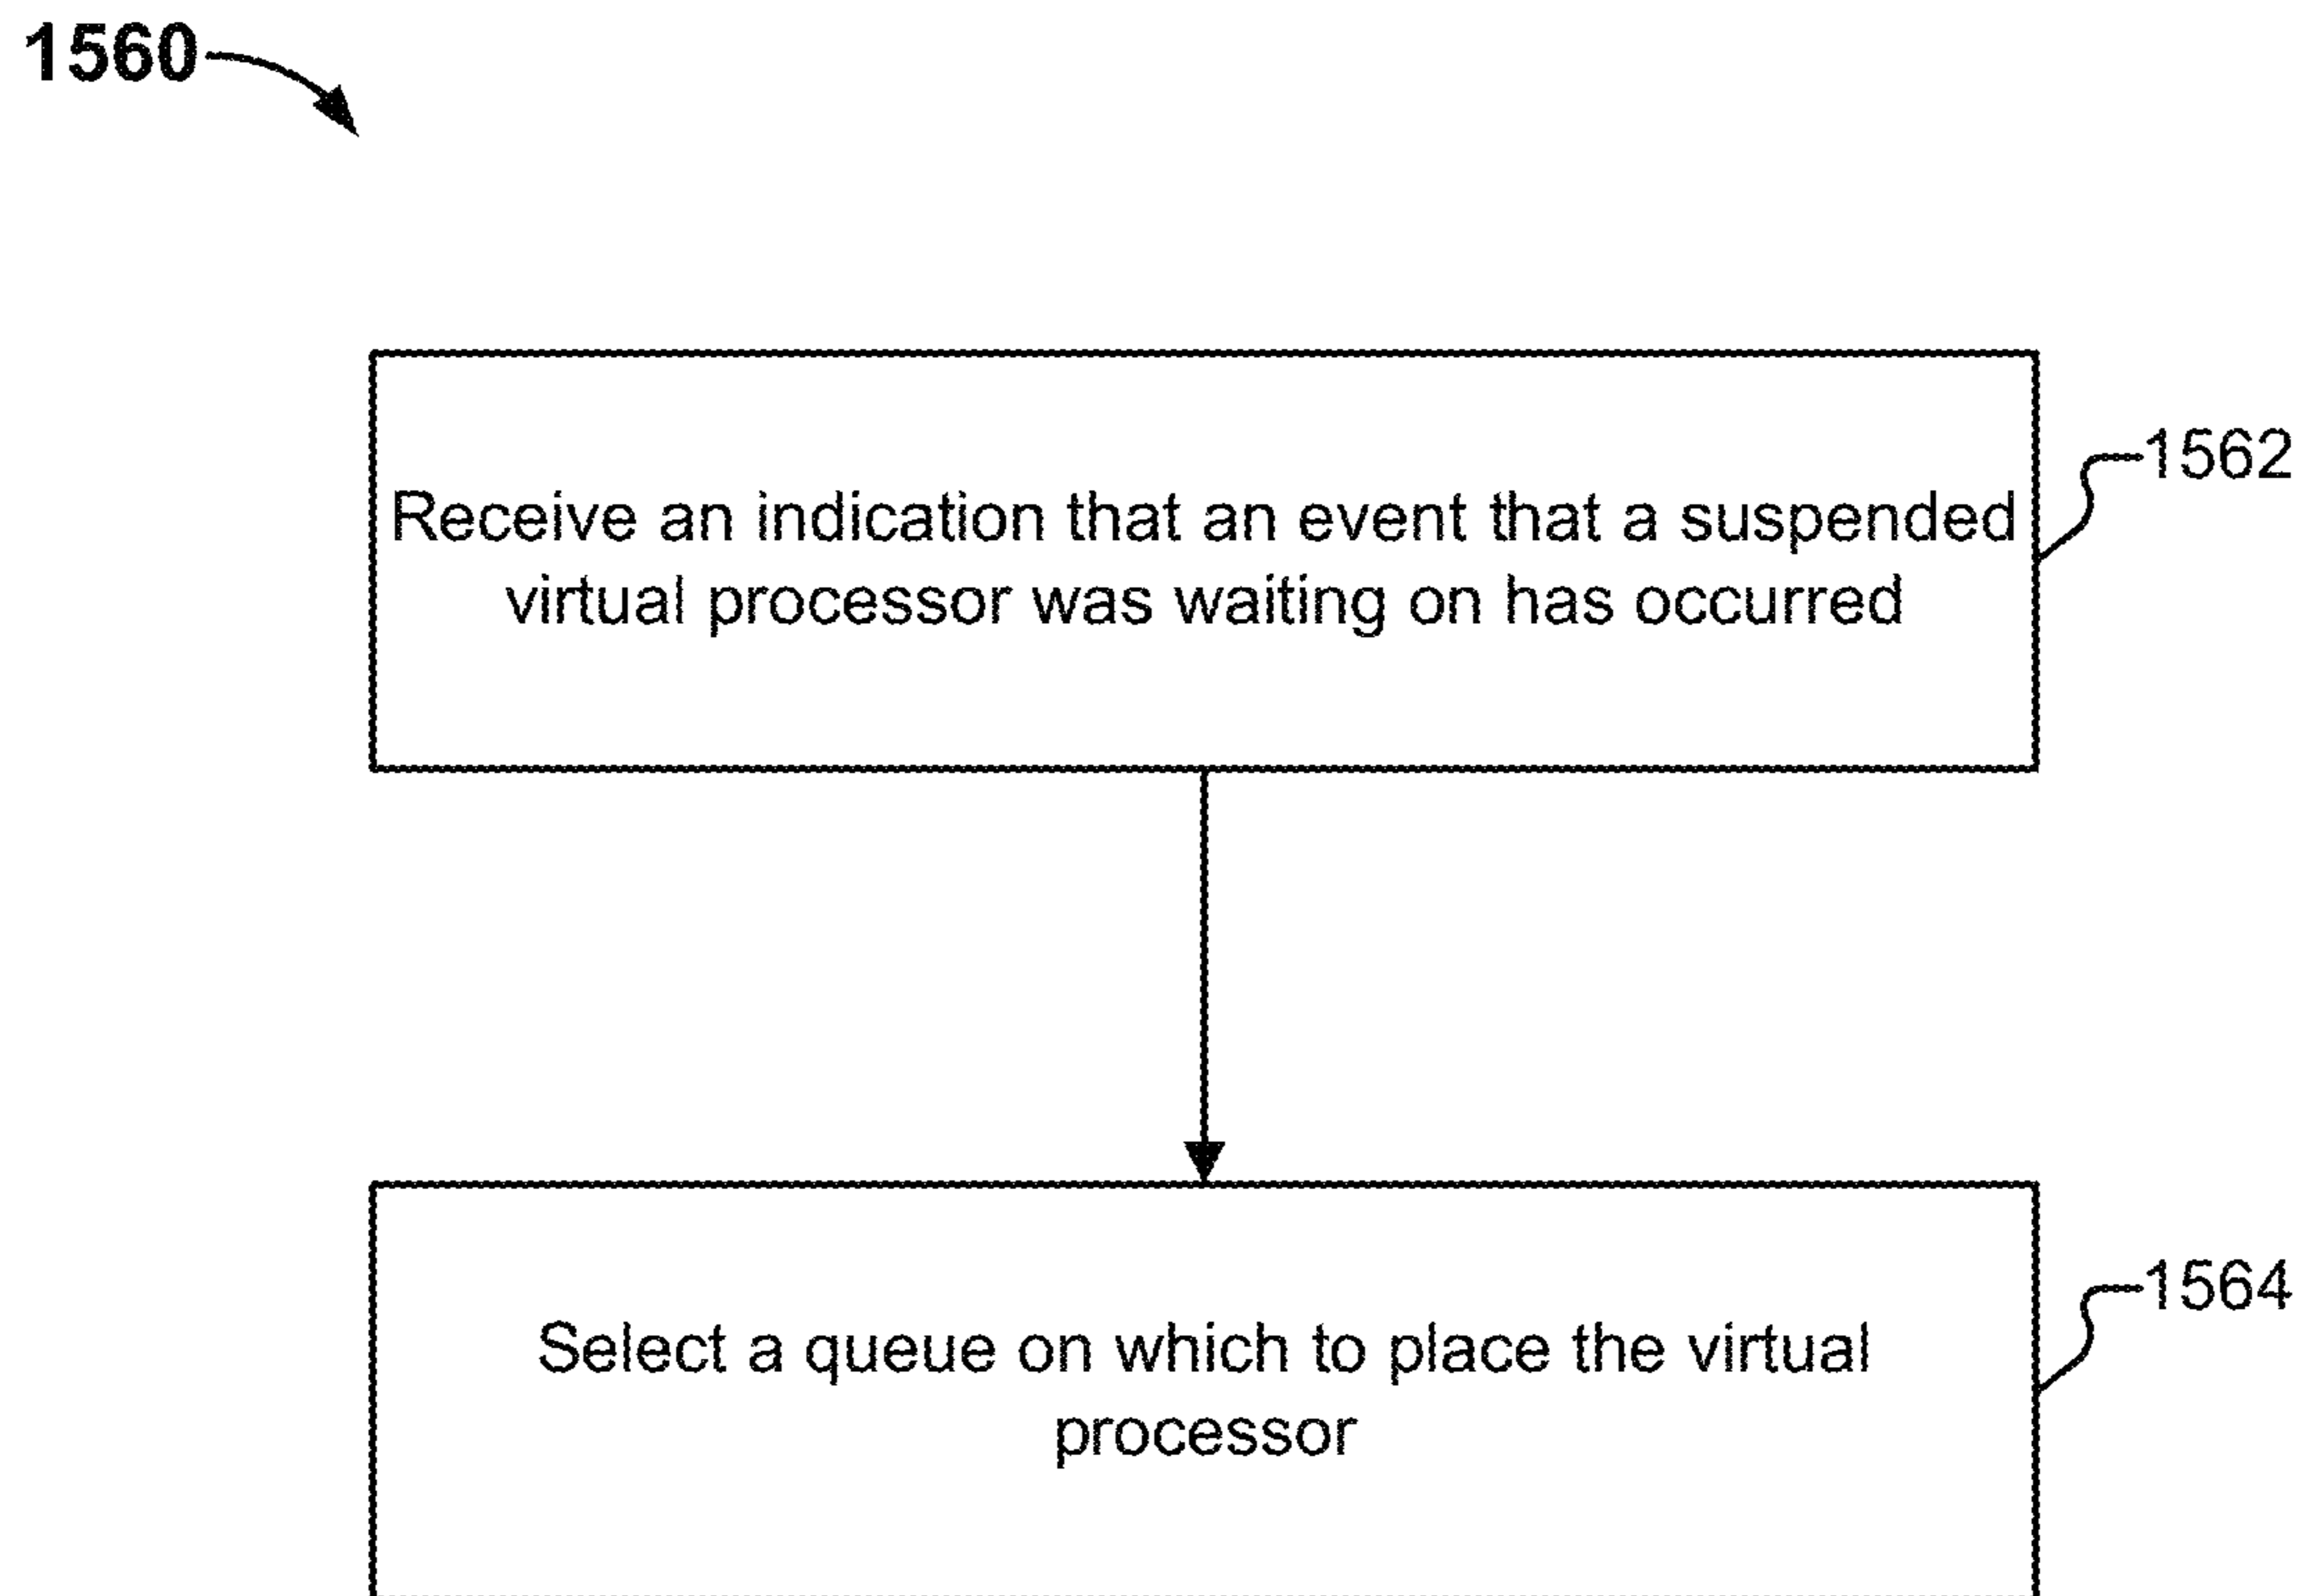 1560
1562
Receive an indication that an event that a suspended
virtual processor was waiting on has occurred
1564
Select a queue on which to place the virtual
processor